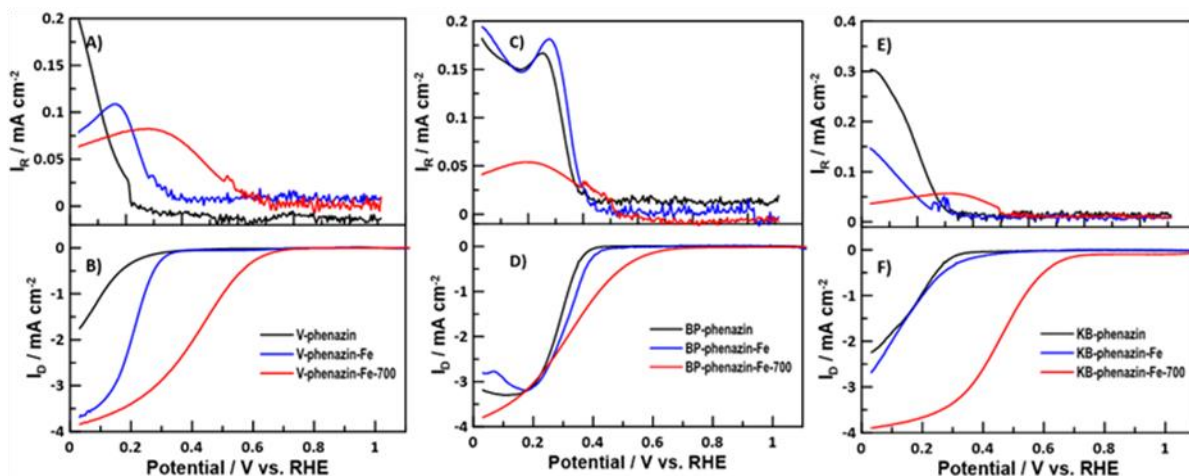 A)
I_R / mA cm⁻²
0.2
0.15
0.1
0.05
0
B)
I_D / mA cm⁻²
0
-1
-2
-3
-4
V-phenazin
V-phenazin-Fe
V-phenazin-Fe-700
0 0.2 0.4 0.6 0.8 1
Potential / V vs. RHE
C)
I_R / mA cm⁻²
0.2
0.15
0.1
0.05
0
D)
I_D / mA cm⁻²
0
-1
-2
-3
-4
BP-phenazin
BP-phenazin-Fe
BP-phenazin-Fe-700
0 0.2 0.4 0.6 0.8 1
Potential / V vs. RHE
E)
I_R / mA cm⁻²
0.4
0.3
0.2
0.1
0
F)
I_D / mA cm⁻²
0
-1
-2
-3
-4
KB-phenazin
KB-phenazin-Fe
KB-phenazin-Fe-700
0 0.2 0.4 0.6 0.8 1
Potential / V vs. RHE